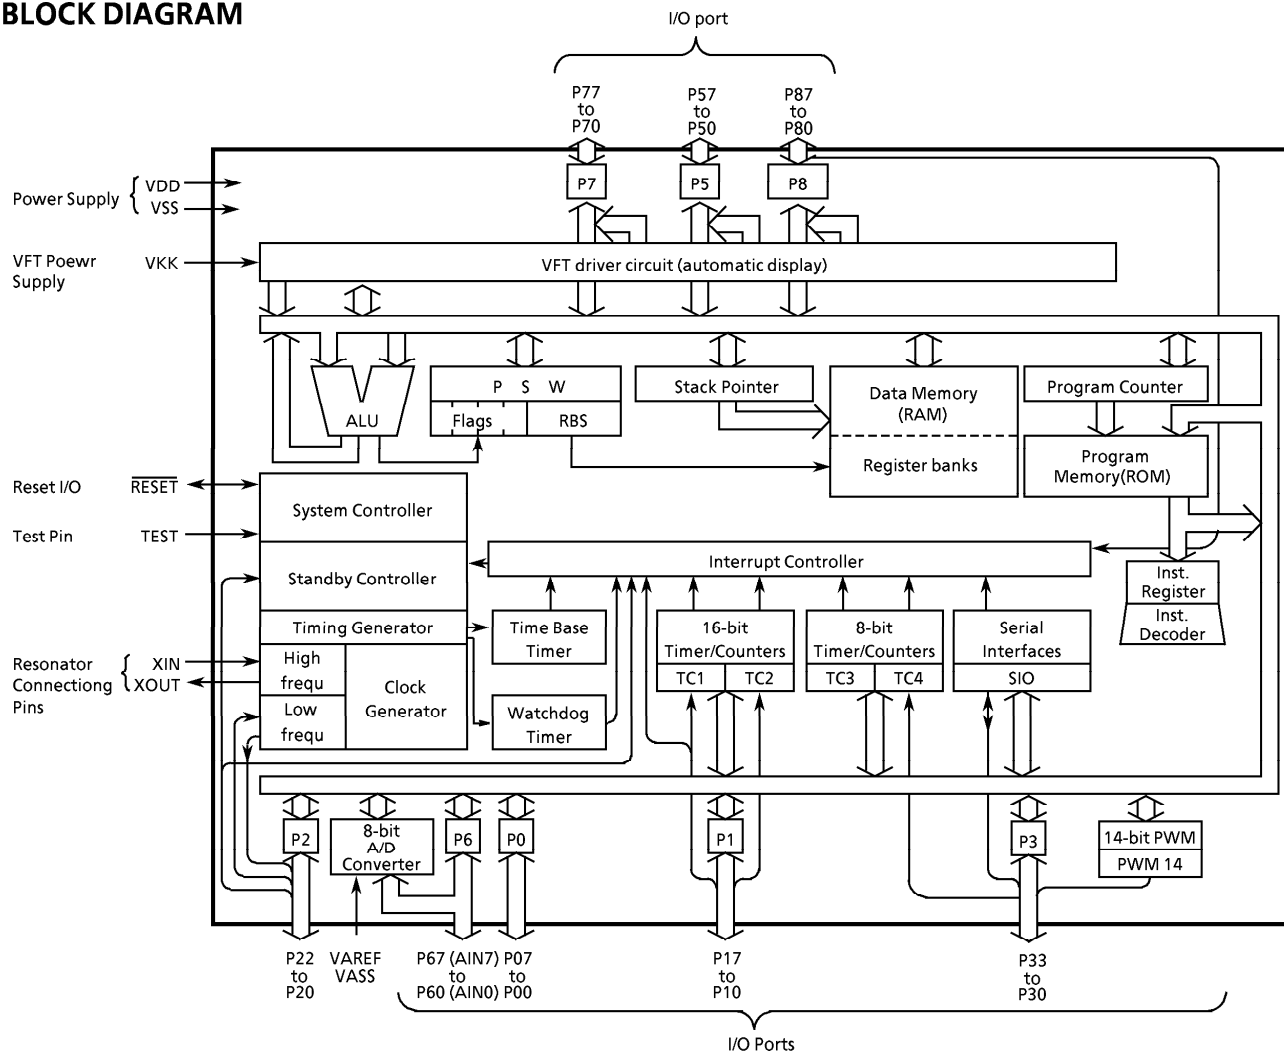 BLOCK DIAGRAM
I/O port
P77
to
P70
P57
to
P50
P87
to
P80
Power Supply
VDD
VSS
P7
P5
P8
VFT Poewr
Supply
VKK
VFT driver circuit (automatic display)
ALU
P S W
Flags
RBS
Stack Pointer
Data Memory
(RAM)
Register banks
Program Counter
Program
Memory(ROM)
Reset I/O
RESET
Test Pin
TEST
System Controller
Standby Controller
Timing Generator
High
frequ
Low
frequ
Clock
Generator
Resonator
Connectiong
Pins
XIN
XOUT
Interrupt Controller
Inst.
Register
Inst.
Decoder
Time Base
Timer
Watchdog
Timer
16-bit
Timer/Counters
TC1
TC2
8-bit
Timer/Counters
TC3
TC4
Serial
Interfaces
SIO
P2
8-bit
A/D
Converter
P6
P0
P1
P3
14-bit PWM
PWM 14
P22
to
P20
VAREF
VASS
P67 (AIN7)
to
P60 (AIN0)
P07
to
P00
P17
to
P10
P33
to
P30
I/O Ports